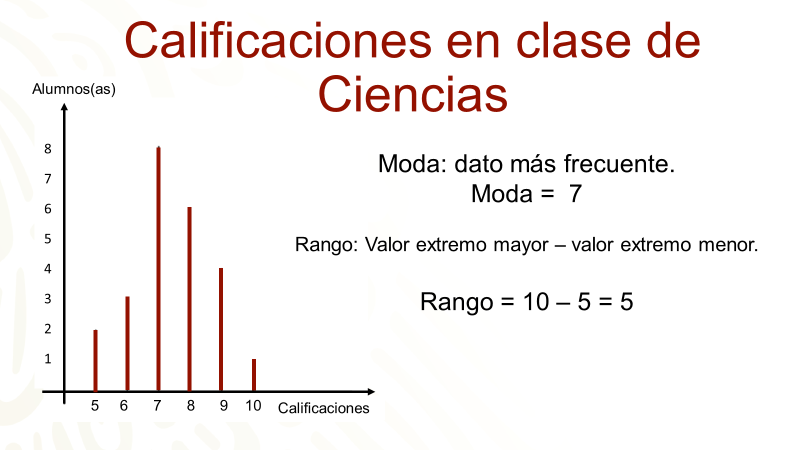 Calificaciones en clase de
Ciencias
Alumnos(as)
8
7
6
5
4
3
2
1
5 6 7 8 9 10 Calificaciones
Moda: dato más frecuente.
Moda = 7
Rango: Valor extremo mayor – valor extremo menor.
Rango = 10 – 5 = 5